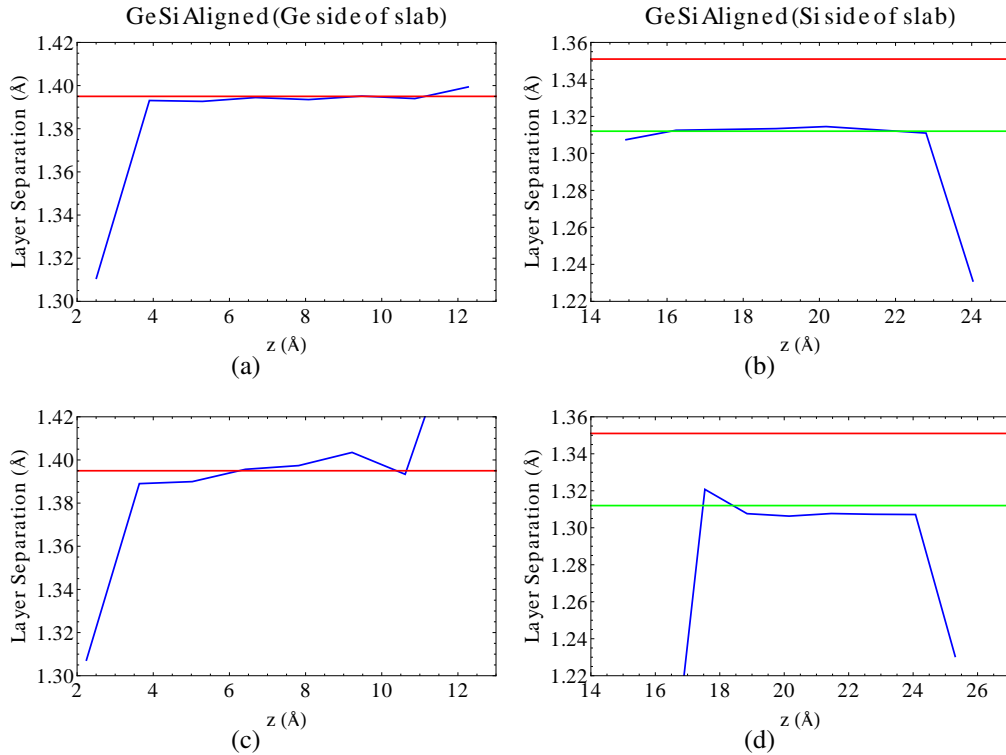 GeSi Aligned (Ge side of slab)
GeSi Aligned (Si side of slab)
1.42
1.40
1.38
1.36
1.34
1.32
1.30
Layer Separation (Å)
2 4 6 8 10 12
z (Å)
(a)
1.36
1.34
1.32
1.30
1.28
1.26
1.24
1.22
Layer Separation (Å)
14 16 18 20 22 24
z (Å)
(b)
1.42
1.40
1.38
1.36
1.34
1.32
1.30
Layer Separation (Å)
2 4 6 8 10 12
z (Å)
(c)
1.36
1.34
1.32
1.30
1.28
1.26
1.24
1.22
Layer Separation (Å)
14 16 18 20 22 24 26
z (Å)
(d)